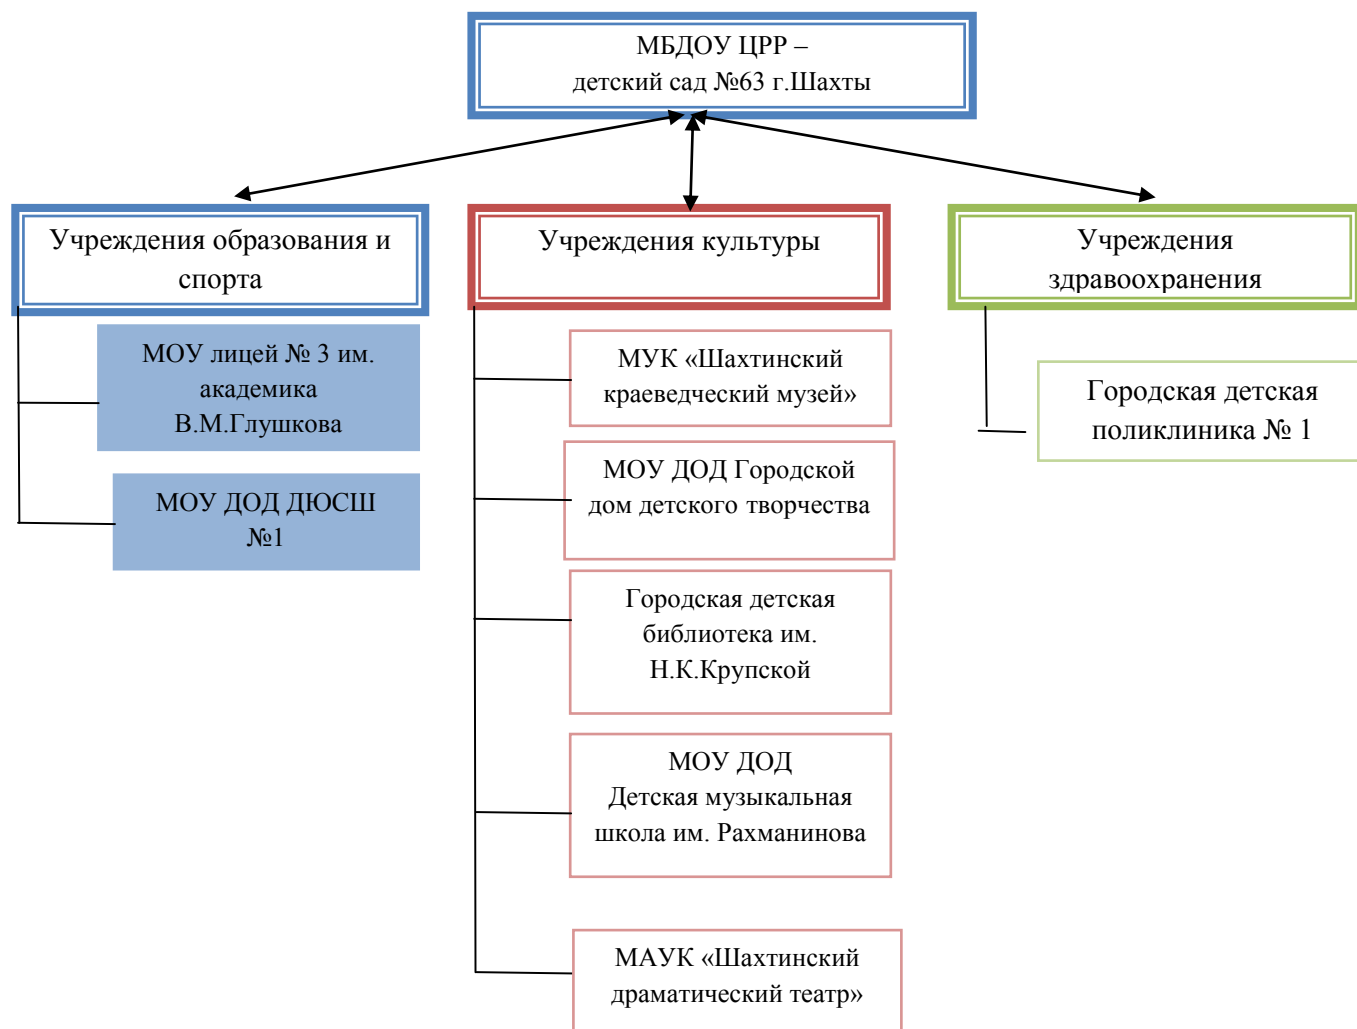 МБДОУ ЦРР –
детский сад №63 г.Шахты
Учреждения образования и
спорта
МОУ лицей № 3 им.
академика
В.М.Глушкова
МОУ ДОД ДЮСШ
№1
Учреждения культуры
МУК «Шахтинский
краеведческий музей»
МОУ ДОД Городской
дом детского творчества
Городская детская
библиотека им.
Н.К.Крупской
МОУ ДОД
Детская музыкальная
школа им. Рахманинова
МАУК «Шахтинский
драматический театр»
Учреждения
здравоохранения
Городская детская
поликлиника № 1